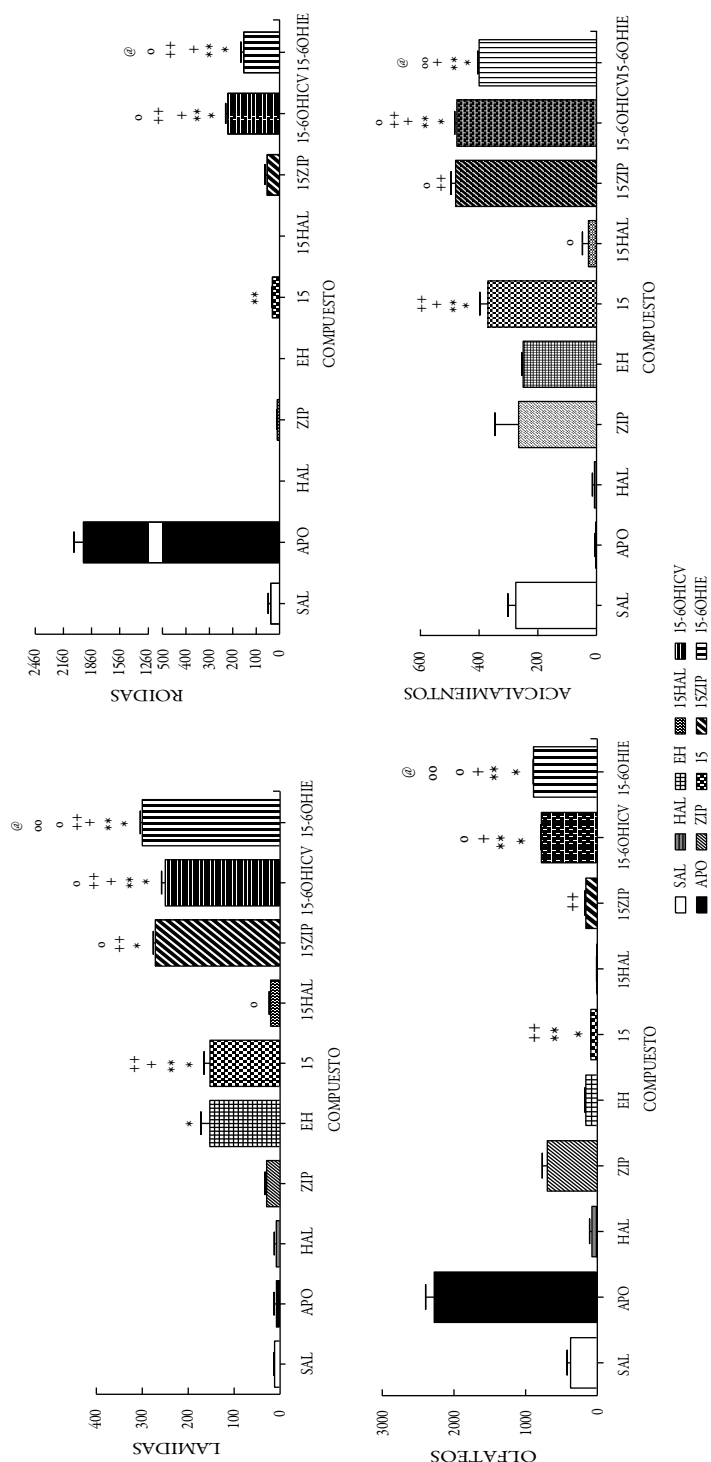 LAMIDAS
400
300
200
100
0
SAL APO HAL ZIP EH 15 15HAL 15ZIP 15-6OHICV 15-6OHIE
* * ** + ++ o * ++ o * ** + ++ o * ** + ++ o oo @
COMPUESTO
ROIDAS
2460
2160
1860
1560
1260
500
400
300
200
100
0
SAL APO HAL ZIP EH 15 15HAL 15ZIP 15-6OHICV 15-6OHIE
** * ** + ++ o * ** + ++ o @
COMPUESTO
OLFATEOS
3000
2000
1000
0
SAL APO HAL ZIP EH 15 15HAL 15ZIP 15-6OHICV 15-6OHIE
* ** ++ ++ * ** + o * ** + o oo @
COMPUESTO
ACICALAMIENTOS
600
400
200
0
SAL APO HAL ZIP EH 15 15HAL 15ZIP 15-6OHICV 15-6OHIE
* ** + ++ o ++ o * ** + ++ o * ** + oo @
COMPUESTO
SAL HAL EH 15HAL 15-6OHICV
APO ZIP 15 15ZIP 15-6OHIE